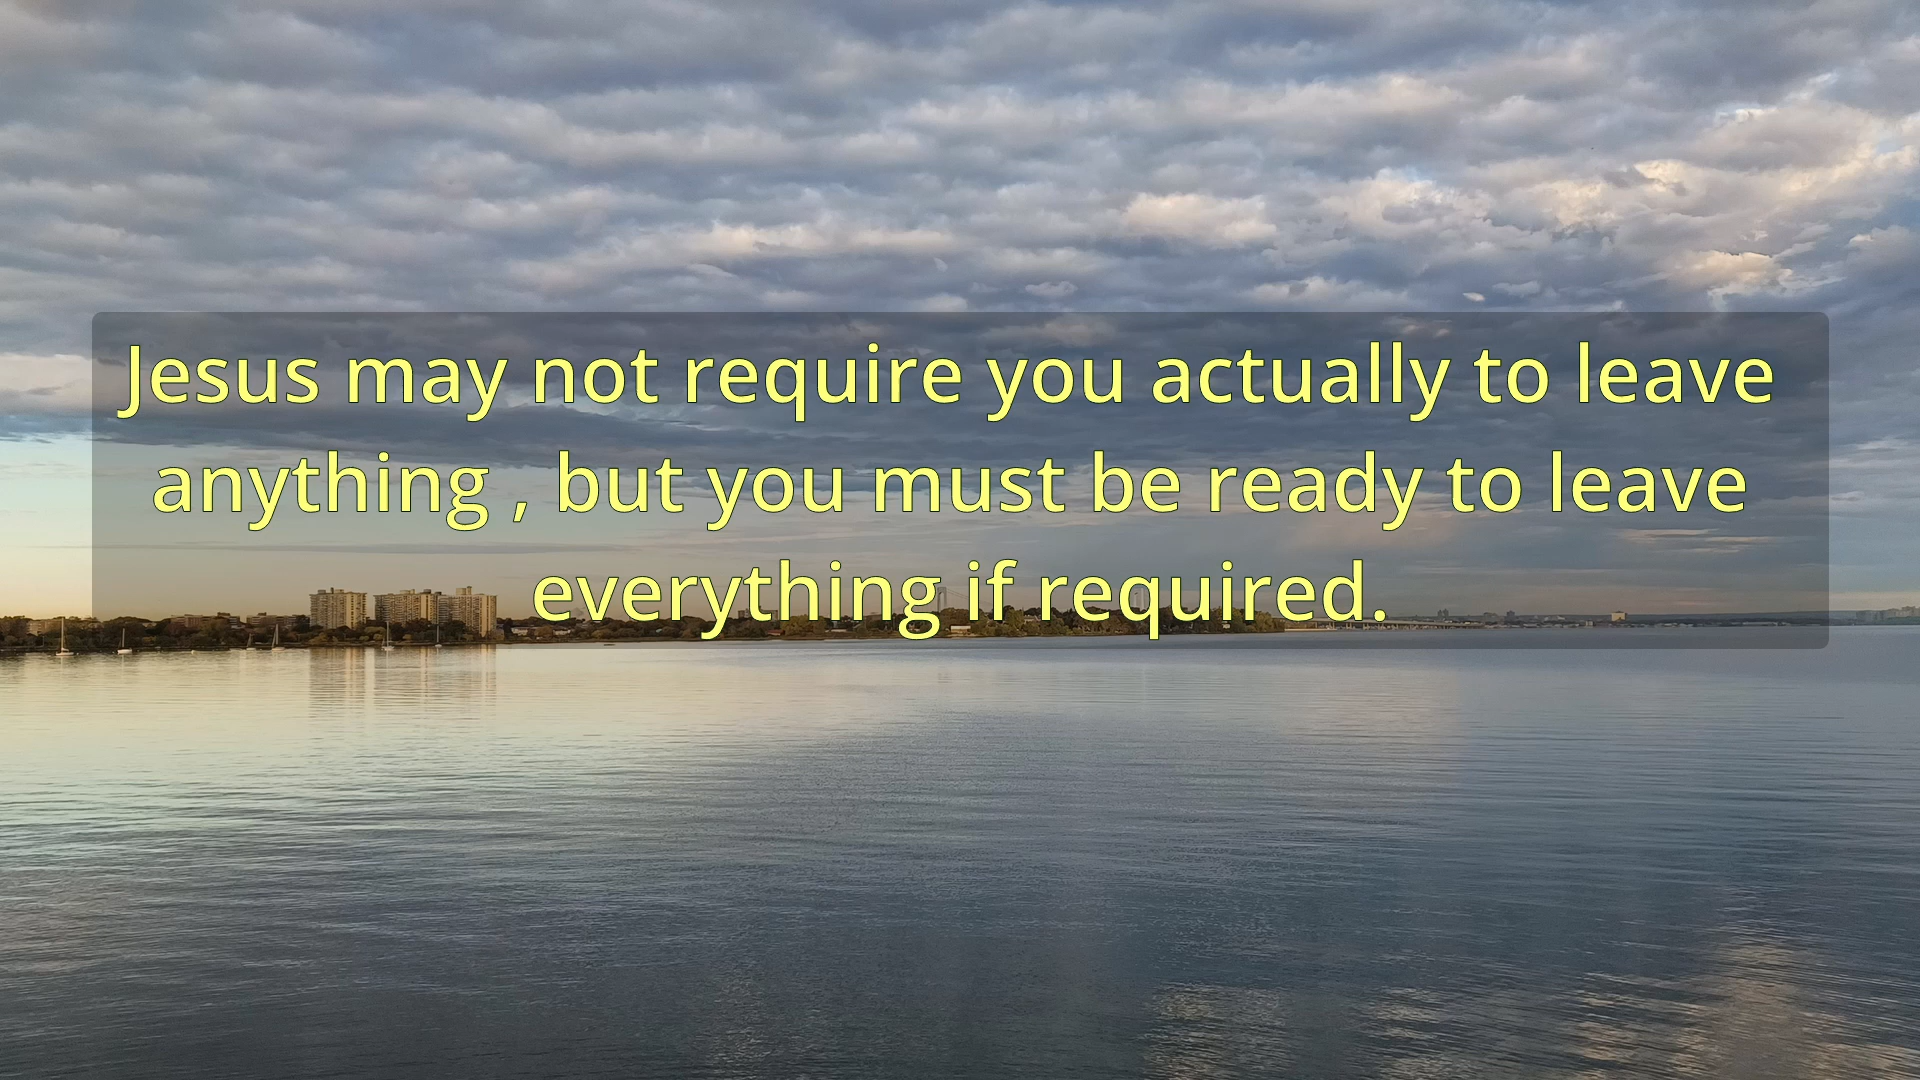 Jesus may not require you actually to leave
anything , but you must be ready to leave
everything if required.